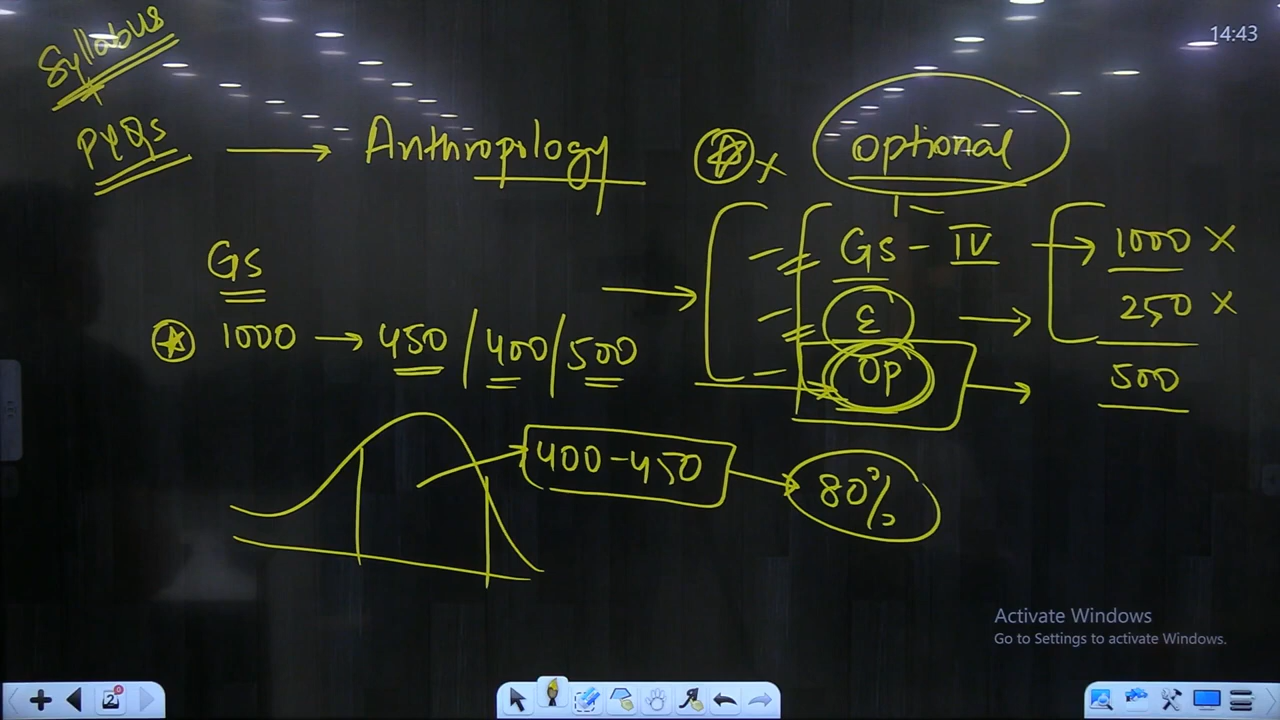 Syllabus
14:43
PYQs → Anthropology
optional
Gs - IV → 1000 X
Gs
E → 250 X
1000 → 450 / 400 / 500
OP → 500
400-450 → 80%
Activate Windows
Go to Settings to activate Windows.
2